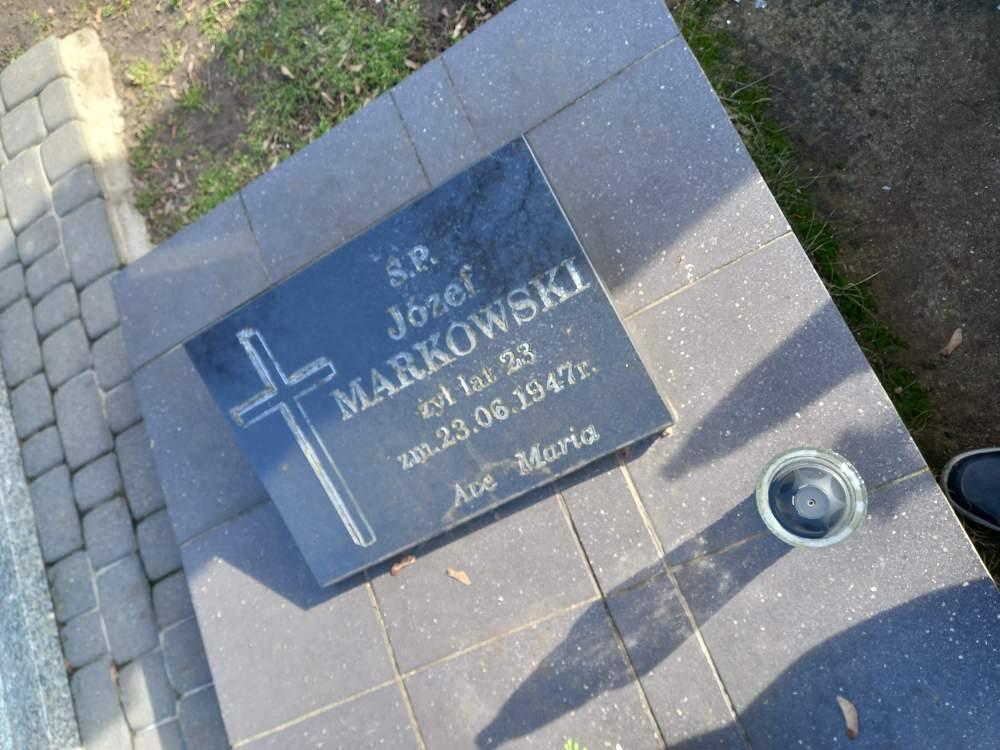 Ś.P.
Józef
MARKOWSKI
żył lat 23
zm.23.06.1947r.
Ave Maria